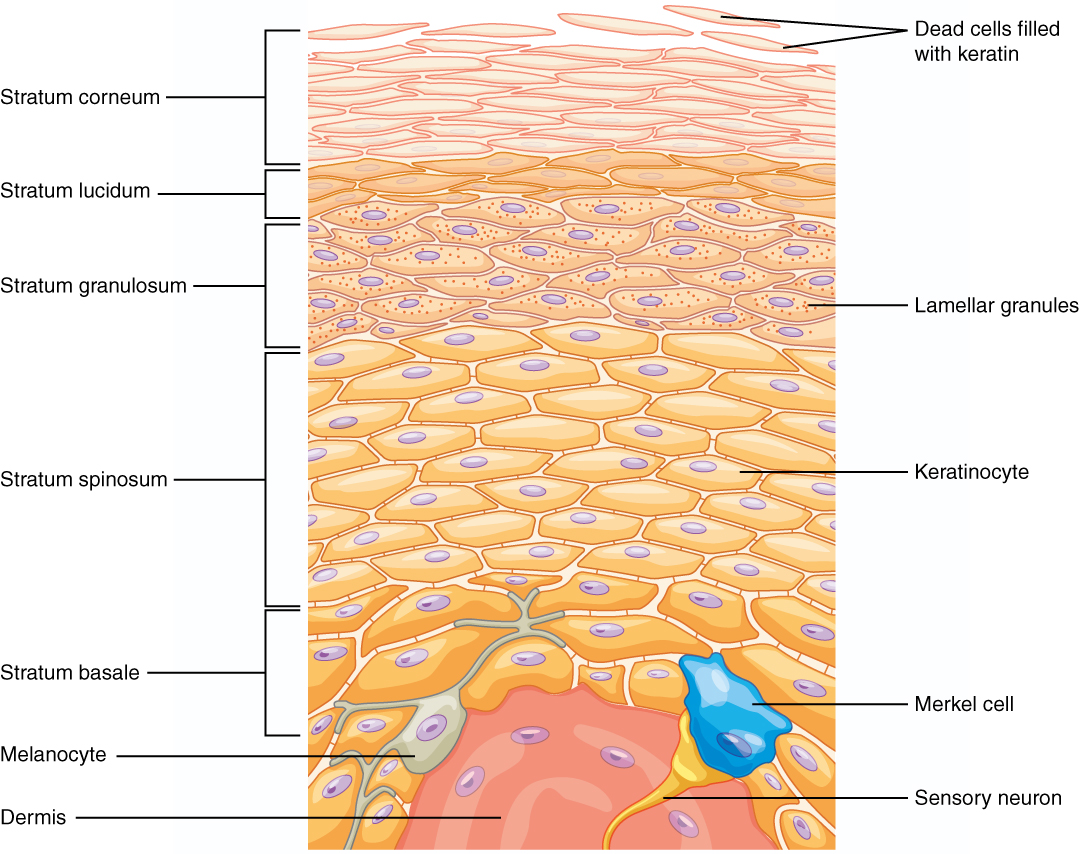 Dead cells filled
with keratin
Stratum corneum
Stratum lucidum
Stratum granulosum
Lamellar granules
Stratum spinosum
Keratinocyte
Stratum basale
Merkel cell
Melanocyte
Sensory neuron
Dermis